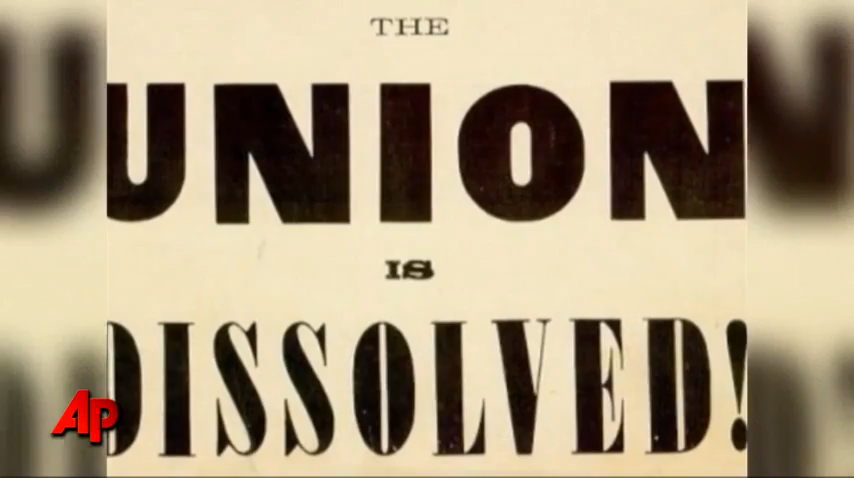 THE
UNION
IS
DISSOLVED!
AP